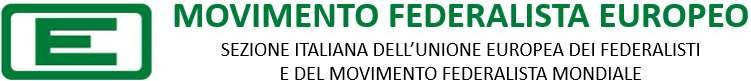 E
MOVIMENTO FEDERALISTA EUROPEO
SEZIONE ITALIANA DELL'UNIONE EUROPEA DEI FEDERALISTI
E DEL MOVIMENTO FEDERALISTA MONDIALE